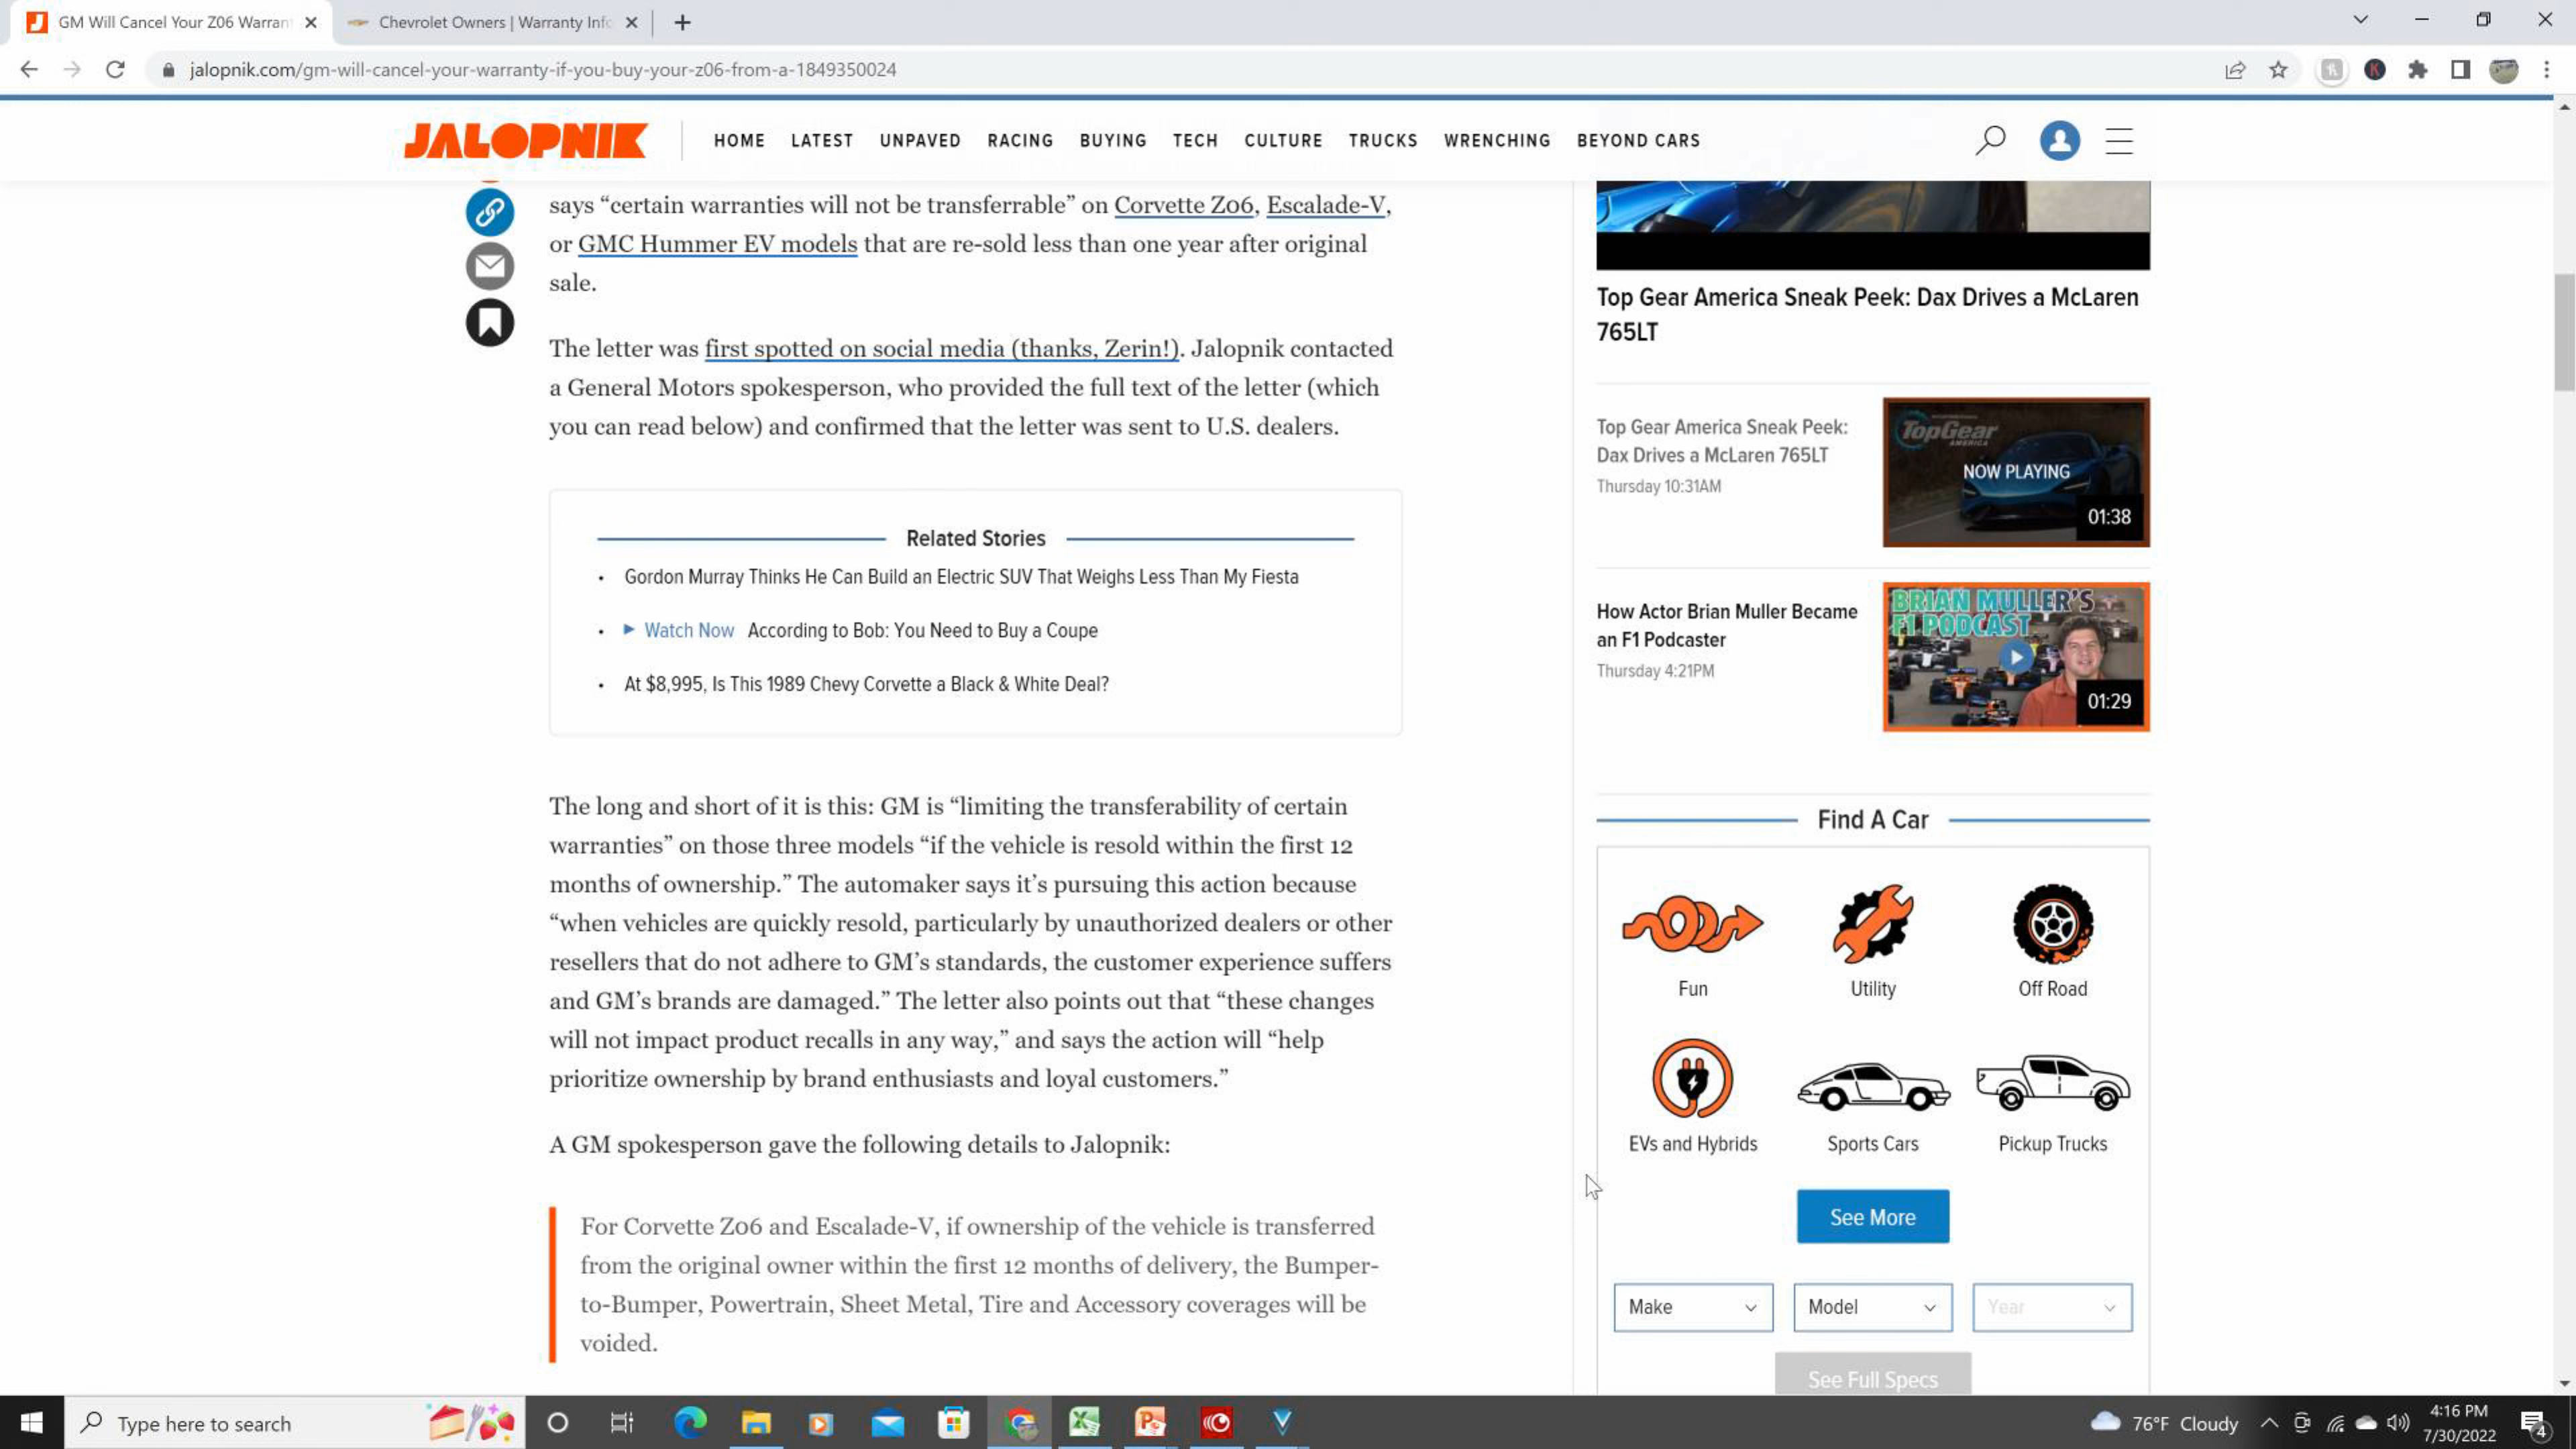 GM Will Cancel Your Z06 Warran
Chevrolet Owners | Warranty Info
jalopnik.com/gm-will-cancel-your-warranty-if-you-buy-your-z06-from-a-1849350024
JALOPNIK
HOME LATEST UNPAVED RACING BUYING TECH CULTURE TRUCKS WRENCHING BEYOND CARS
says “certain warranties will not be transferrable” on Corvette Z06, Escalade-V,
or GMC Hummer EV models that are re-sold less than one year after original
sale.
The letter was first spotted on social media (thanks, Zerin!). Jalopnik contacted
a General Motors spokesperson, who provided the full text of the letter (which
you can read below) and confirmed that the letter was sent to U.S. dealers.
Related Stories
• Gordon Murray Thinks He Can Build an Electric SUV That Weighs Less Than My Fiesta
• Watch Now According to Bob: You Need to Buy a Coupe
• At $8,995, Is This 1989 Chevy Corvette a Black & White Deal?
The long and short of it is this: GM is “limiting the transferability of certain
warranties” on those three models “if the vehicle is resold within the first 12
months of ownership.” The automaker says it’s pursuing this action because
“when vehicles are quickly resold, particularly by unauthorized dealers or other
resellers that do not adhere to GM’s standards, the customer experience suffers
and GM’s brands are damaged.” The letter also points out that “these changes
will not impact product recalls in any way,” and says the action will “help
prioritize ownership by brand enthusiasts and loyal customers.”
A GM spokesperson gave the following details to Jalopnik:
For Corvette Z06 and Escalade-V, if ownership of the vehicle is transferred
from the original owner within the first 12 months of delivery, the Bumper-
to-Bumper, Powertrain, Sheet Metal, Tire and Accessory coverages will be
voided.
Top Gear America Sneak Peek: Dax Drives a McLaren
765LT
Top Gear America Sneak Peek:
Dax Drives a McLaren 765LT
Thursday 10:31AM
TopGear
AMERICA
NOW PLAYING
01:38
How Actor Brian Muller Became
an F1 Podcaster
Thursday 4:21PM
BRIAN MULLER'S
F1 PODCAST
01:29
Find A Car
Fun Utility Off Road
EVs and Hybrids Sports Cars Pickup Trucks
See More
Make Model Year
See Full Specs
Type here to search
76°F Cloudy
4:16 PM
7/30/2022
4